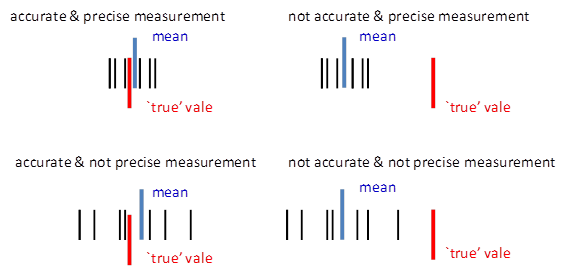 accurate & precise measurement
mean
`true’ vale
not accurate & precise measurement
mean
`true’ vale
accurate & not precise measurement
mean
`true’ vale
not accurate & not precise measurement
mean
`true’ vale